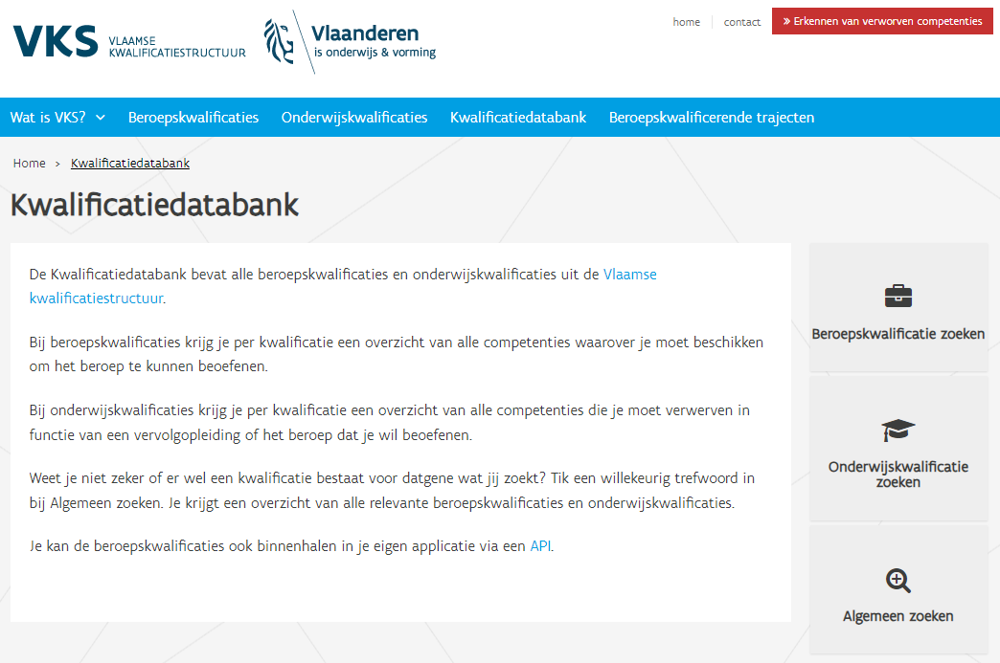 VKS VLAAMSE
KWALIFICATIESTRUCTUUR
Vlaanderen
is onderwijs & vorming
home
contact
» Erkennen van verworven competenties
Wat is VKS?
Beroepskwalificaties
Onderwijskwalificaties
Kwalificatiedatabank
Beroepskwalificerende trajecten
Home > Kwalificatiedatabank
Kwalificatiedatabank
De Kwalificatiedatabank bevat alle beroepskwalificaties en onderwijskwalificaties uit de Vlaamse
kwalificatiestructuur.
Bij beroepskwalificaties krijg je per kwalificatie een overzicht van alle competenties waarover je moet beschikken
om het beroep te kunnen beoefenen.
Bij onderwijskwalificaties krijg je per kwalificatie een overzicht van alle competenties die je moet verwerven in
functie van een vervolgopleiding of het beroep dat je wil beoefenen.
Weet je niet zeker of er wel een kwalificatie bestaat voor datgene wat jij zoekt? Tik een willekeurig trefwoord in
bij Algemeen zoeken. Je krijgt een overzicht van alle relevante beroepskwalificaties en onderwijskwalificaties.
Je kan de beroepskwalificaties ook binnenhalen in je eigen applicatie via een API.
Beroepskwalificatie zoeken
Onderwijskwalificatie
zoeken
Algemeen zoeken